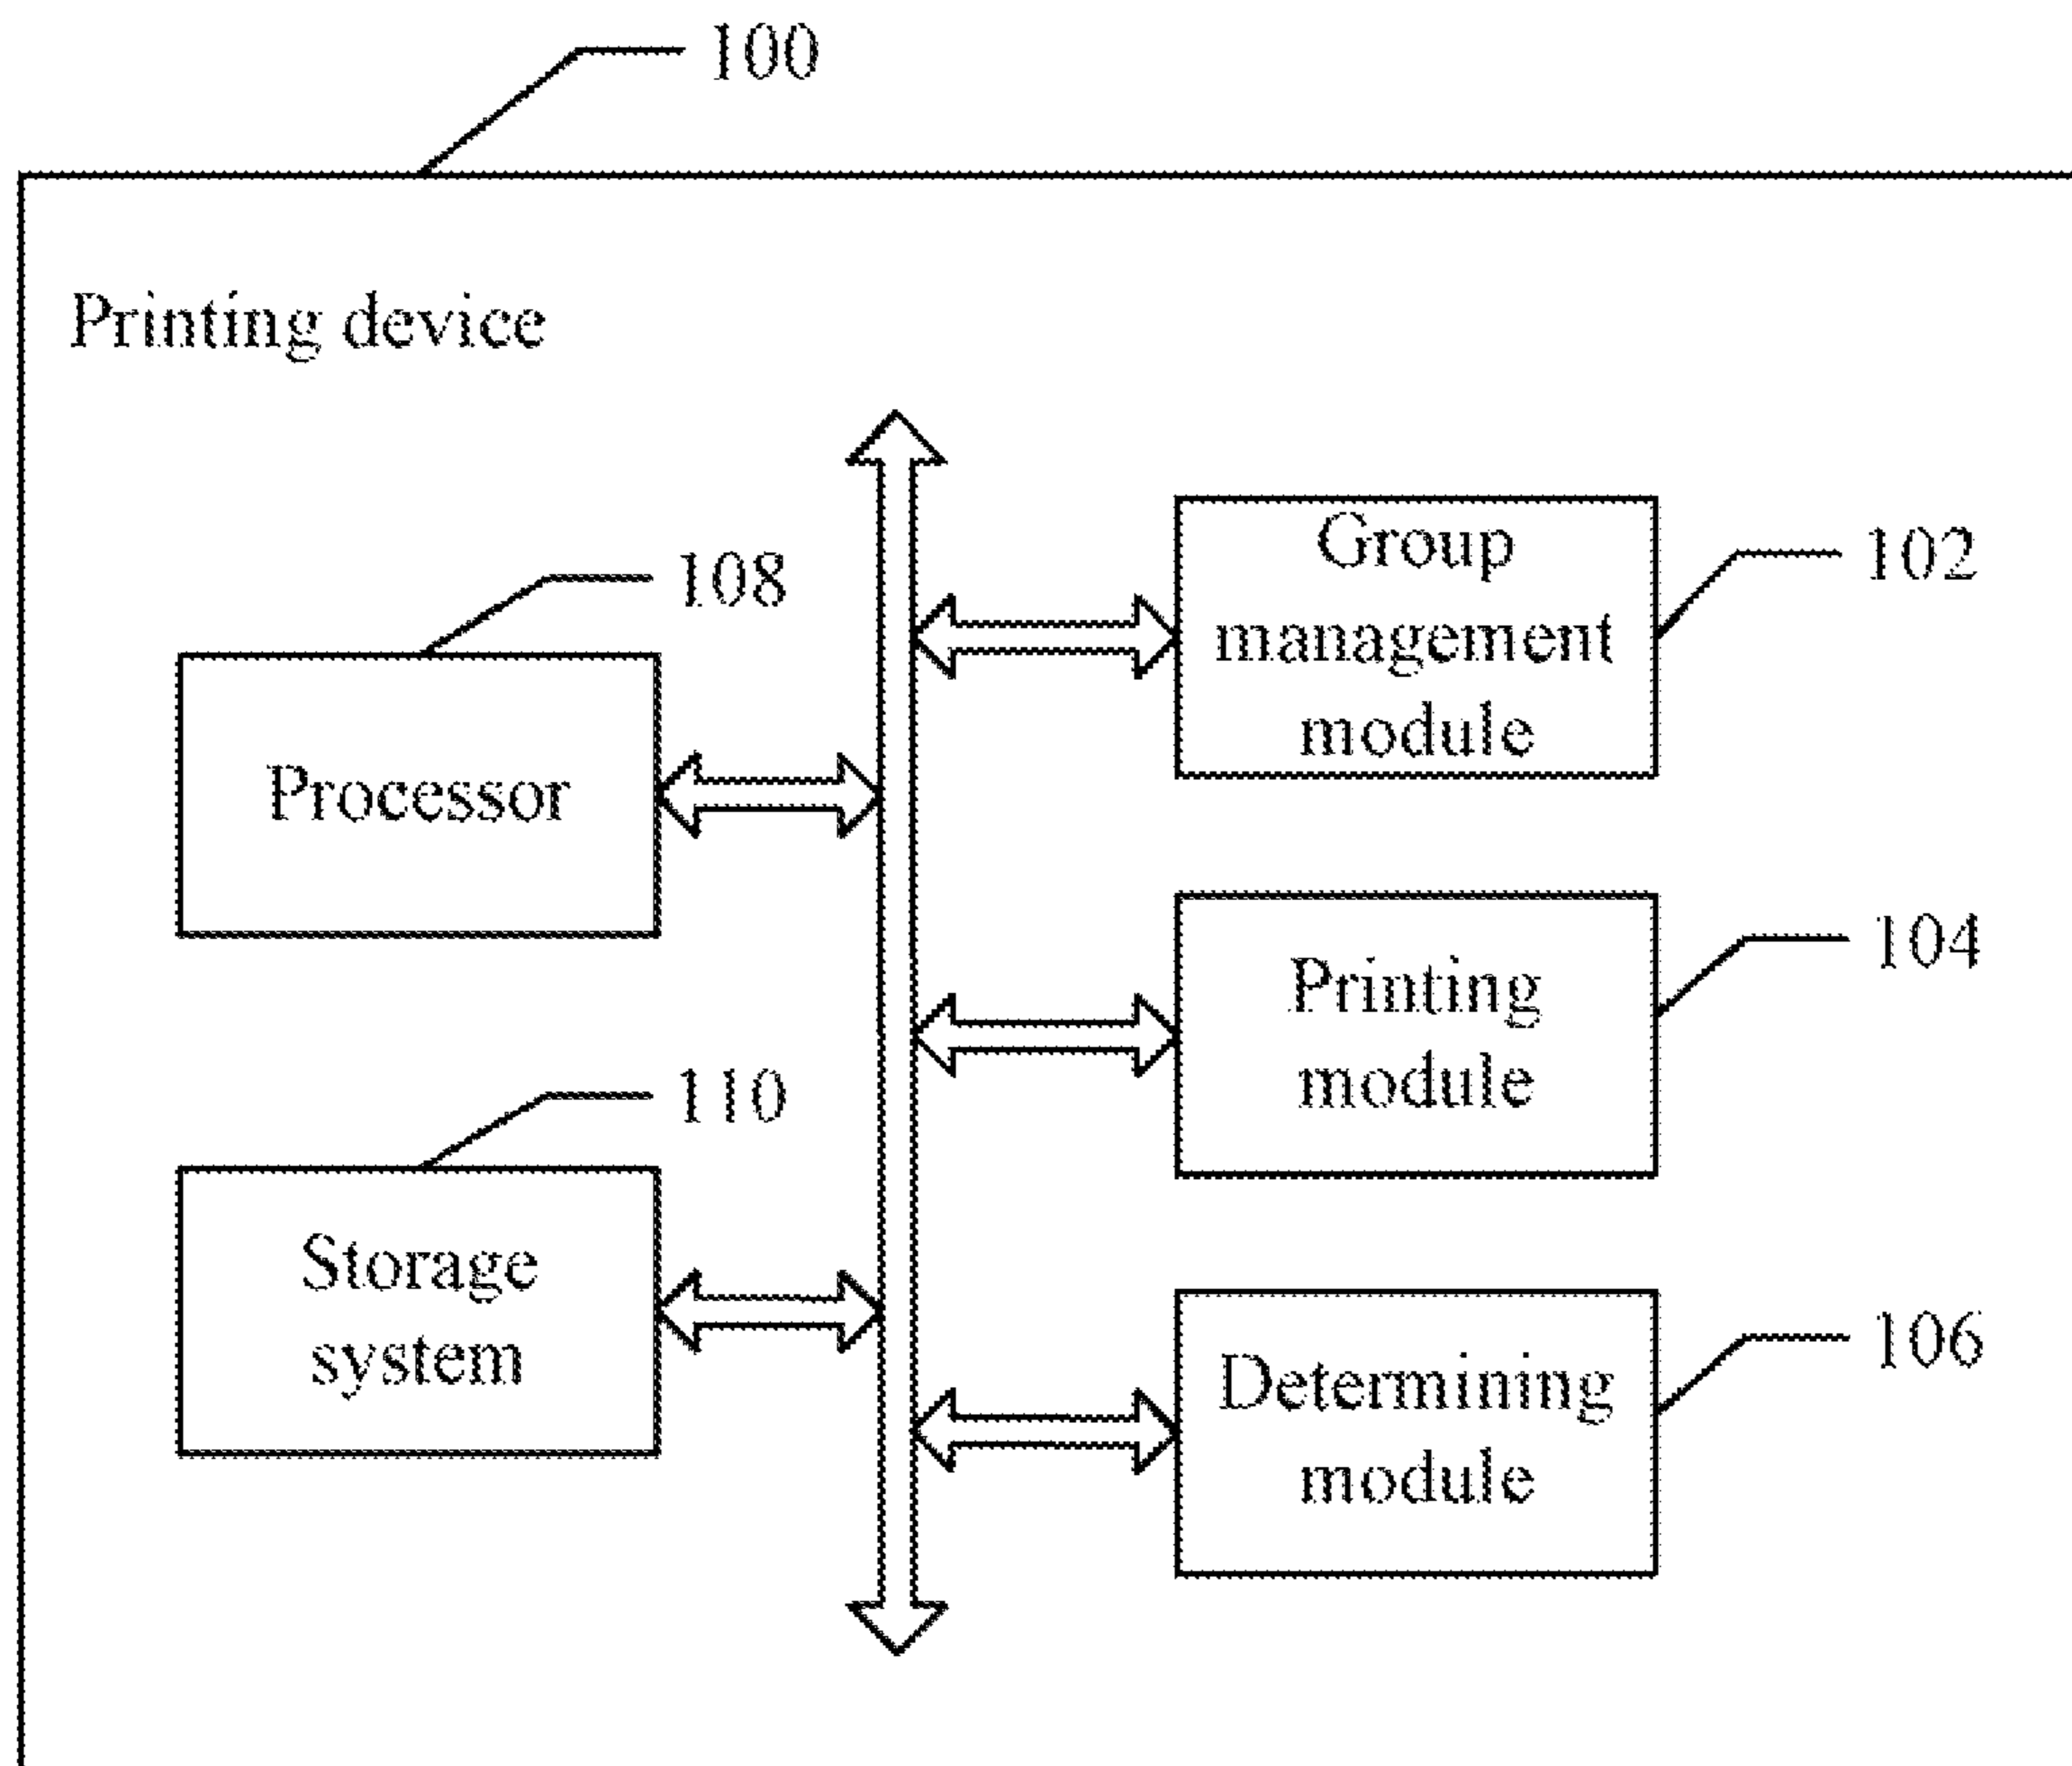 100
Printing device
108
Processor
110
Storage
system
Group
management
module
102
Printing
module
104
Determining
module
106